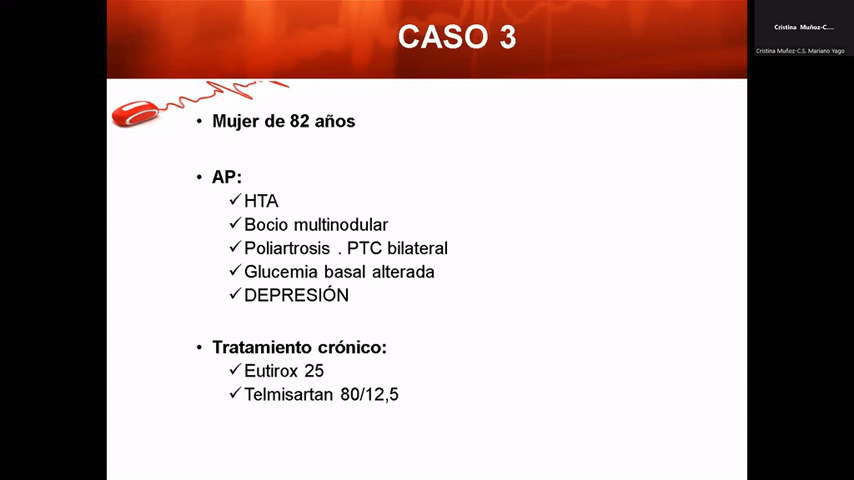 CASO 3
Cristina Muñoz-C....
Cristina Muñoz-C.S. Mariano Yago
• Mujer de 82 años
• AP:
✓HTA
✓Bocio multinodular
✓Poliartrosis . PTC bilateral
✓Glucemia basal alterada
✓DEPRESIÓN
• Tratamiento crónico:
✓Eutirox 25
✓Telmisartan 80/12,5